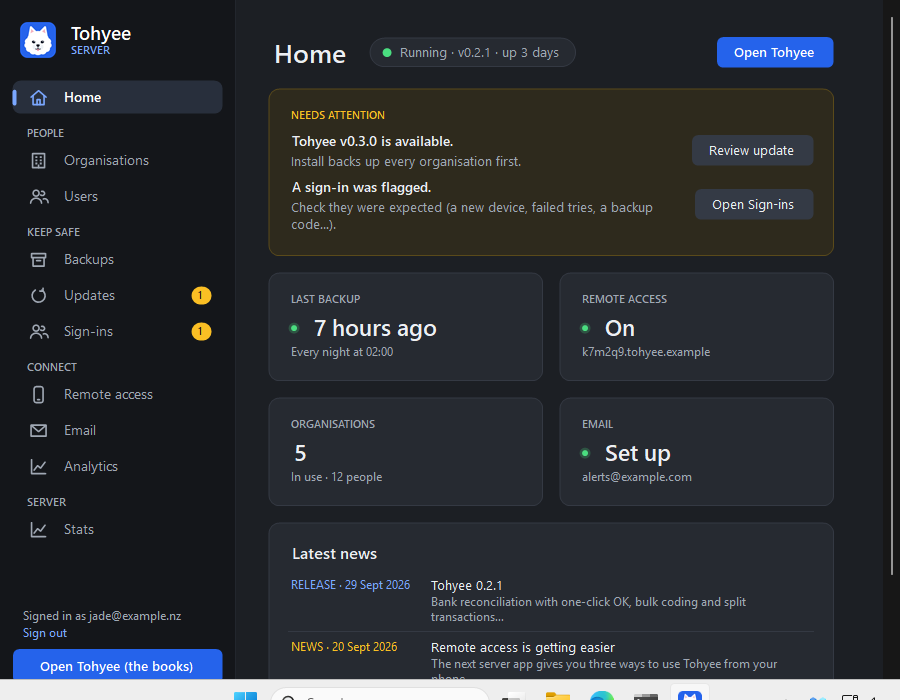 Tohyee
SERVER
Home
PEOPLE
Organisations
Users
KEEP SAFE
Backups
Updates 1
Sign-ins 1
CONNECT
Remote access
Email
Analytics
SERVER
Stats
Signed in as jade@example.nz
Sign out
Open Tohyee (the books)
Home
Running · v0.2.1 · up 3 days
Open Tohyee
NEEDS ATTENTION
Tohyee v0.3.0 is available.
Install backs up every organisation first.
Review update
A sign-in was flagged.
Check they were expected (a new device, failed tries, a backup
code...).
Open Sign-ins
LAST BACKUP
7 hours ago
Every night at 02:00
REMOTE ACCESS
On
k7m2q9.tohyee.example
ORGANISATIONS
5
In use · 12 people
EMAIL
Set up
alerts@example.com
Latest news
RELEASE · 29 Sept 2026
Tohyee 0.2.1
Bank reconciliation with one-click OK, bulk coding and split
transactions...
NEWS · 20 Sept 2026
Remote access is getting easier
The next server app gives you three ways to use Tohyee from your